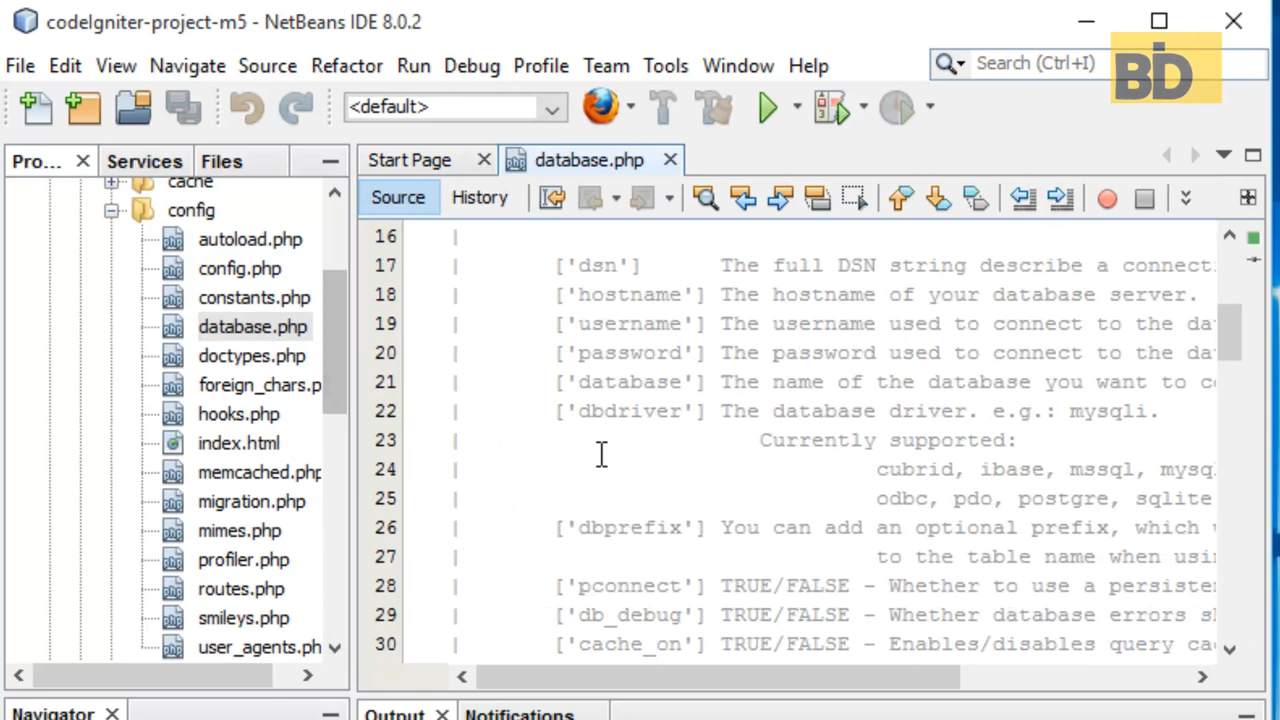 codeIgniter-project-m5 - NetBeans IDE 8.0.2
File Edit View Navigate Source Refactor Run Debug Profile Team Tools Window Help
Search (Ctrl+I)
BD
<default>
Pro... Services Files
Start Page database.php
Source History
cache
config
autoload.php
config.php
constants.php
database.php
doctypes.php
foreign_chars.p
hooks.php
index.html
memcached.php
migration.php
mimes.php
profiler.php
routes.php
smileys.php
user_agents.ph
16 |
17 | ['dsn'] The full DSN string describe a connecti
18 | ['hostname'] The hostname of your database server.
19 | ['username'] The username used to connect to the da
20 | ['password'] The password used to connect to the da
21 | ['database'] The name of the database you want to c
22 | ['dbdriver'] The database driver. e.g.: mysqli.
23 | Currently supported:
24 | cubrid, ibase, mssql, mysq
25 | odbc, pdo, postgre, sqlite
26 | ['dbprefix'] You can add an optional prefix, which
27 | to the table name when usin
28 | ['pconnect'] TRUE/FALSE - Whether to use a persiste
29 | ['db_debug'] TRUE/FALSE - Whether database errors s
30 | ['cache_on'] TRUE/FALSE - Enables/disables query ca
Navigator
Output Notifications